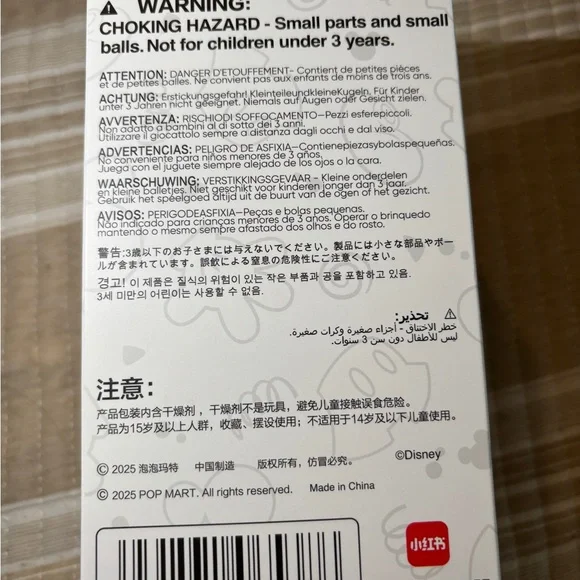 ⚠ WARNING:
CHOKING HAZARD - Small parts and small
balls. Not for children under 3 years.
ATTENTION: DANGER D'ETOUFFEMENT- Contient de petites pièces
et de petites balles. Ne convient pas aux enfants de moins de trois ans.
ACHTUNG: Erstickungsgefahr! KleinteileundkleineKugeln. Für Kinder
unter 3 Jahren nicht geeignet. Niemals auf Augen oder Gesicht zielen.
AVVERTENZA: RISCHIODI SOFFOCAMENTO-Pezzi esferepiccoli.
Non adatto a bambini al di sotto dei 3 anni.
Utilizzare il giocattolo sempre a distanza dagli occhi e dal viso.
ADVERTENCIAS: PELIGRO DE ASFIXIA-Contienepiezasybolaspequeñas.
No conveniente para niños menores de 3 años.
Juega con el juguete siempre alejado de los ojos o la cara.
WAARSCHUWING: VERSTIKKINGSGEVAAR - Kleine onderdelen
en kleine balletjes. Niet geschikt voor kinderen jonger dan 3 jaar.
Gebruik het speelgoed altijd uit de buurt van de ogen of het gezicht.
AVISOS: PERIGODEASFIXIA-Peças e bolas pequenas.
Não indicado para crianças menores de 3 anos. Operar o brinquedo
mantendo o mesmo sempre afastado dos olhos e do rosto.
警告: 3歳以下のお子さまには与えないでください。製品には小さな部品やボー
ルが含まれています。誤飲による窒息の危険性にご注意ください。
경고! 이 제품은 질식의 위험이 있는 작은 부품과 공을 포함하고 있음.
3세 미만의 어린이는 사용할 수 없음.
⚠ تحذير:
خطر الاختناق - أجزاء صغيرة وكرات صغيرة.
ليس للأطفال دون سن 3 سنوات.
注意：
产品包装内含干燥剂，干燥剂不是玩具，避免儿童接触误食危险。
产品为15岁及以上人群，收藏、摆设使用；不适用于14岁及以下儿童使用。
© 2025 泡泡玛特 中国制造 版权所有，仿冒必究。 ©Disney
© 2025 POP MART. All rights reserved. Made in China
小红书